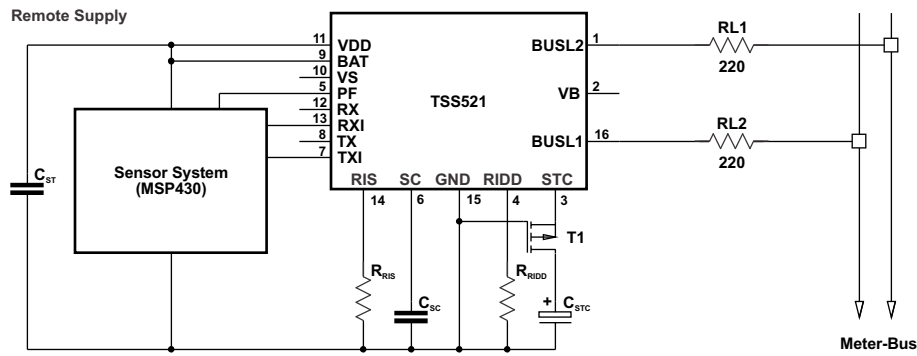 Remote Supply
11 VDD
9 BAT
10 VS
5 PF
12 RX
13 RXI
8 TX
7 TXI
TSS521
BUSL2 1
VB 2
BUSL1 16
RIS SC GND RIDD STC
14 6 15 4 3
RL1
220
RL2
220
Sensor System
(MSP430)
CST
T1
RRIS
CSC
RRIDD
+ CSTC
Meter-Bus